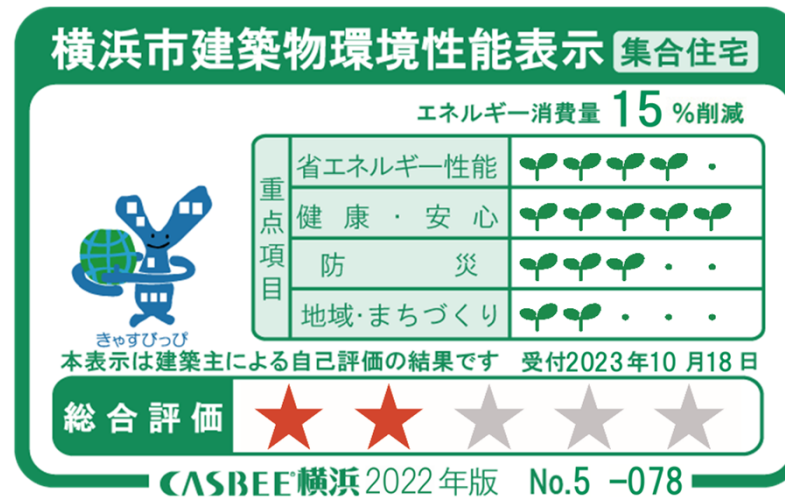 横浜市建築物環境性能表示 集合住宅
エネルギー消費量 15 %削減
重点項目
省エネルギー性能
健康・安心
防災
地域・まちづくり
きゃすびっぴ
本表示は建築主による自己評価の結果です 受付2023年10月18日
総合評価
CASBEE®横浜 2022年版 No.5 -078